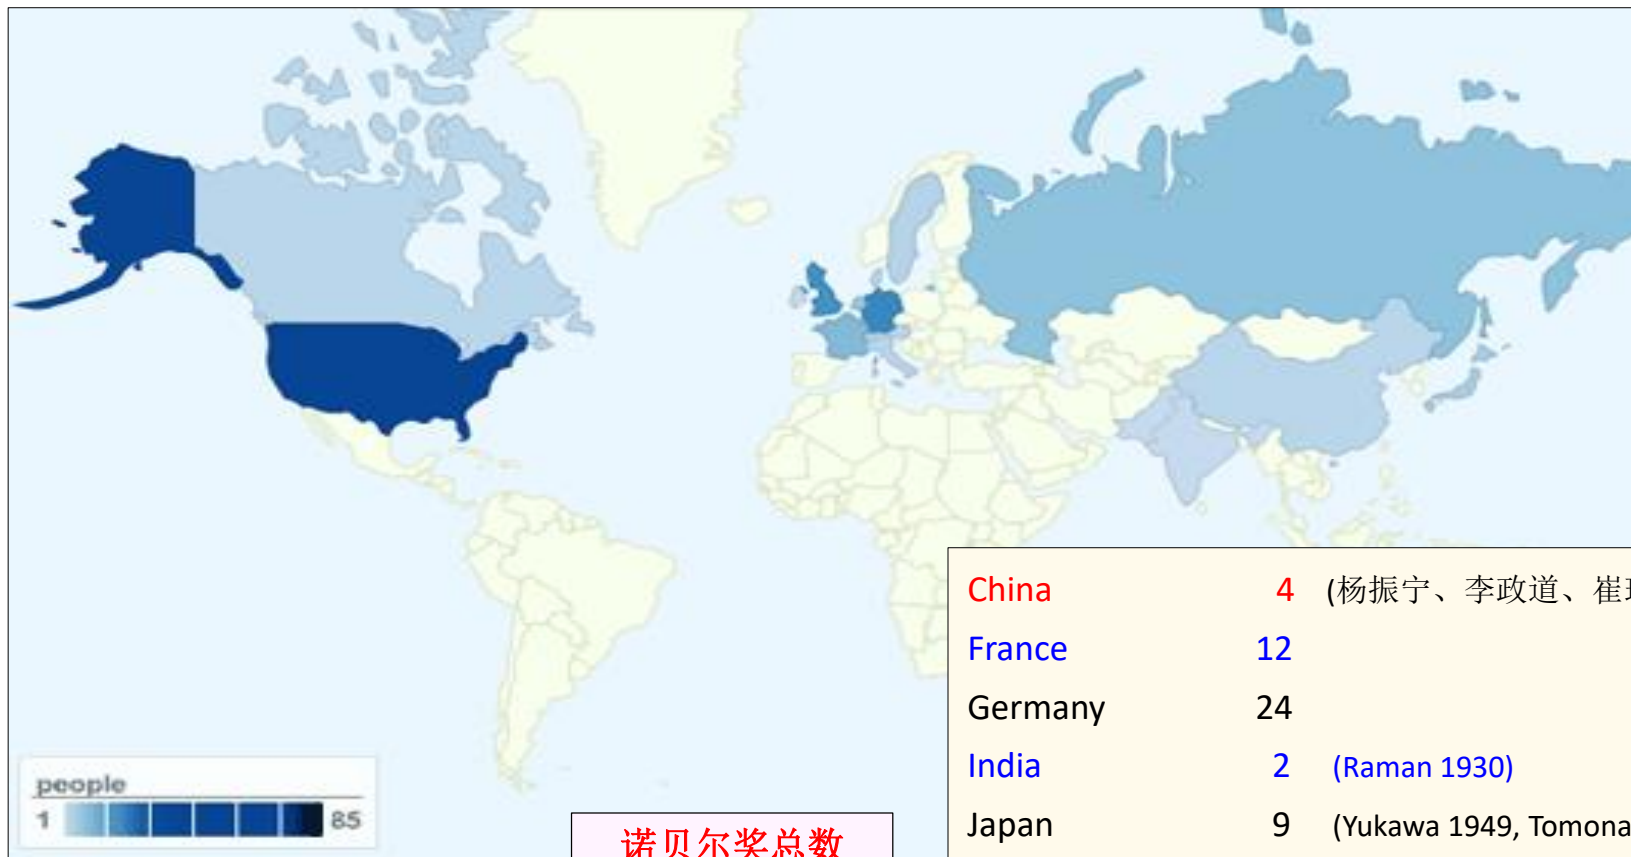 China 4 (杨振宁、李政道、崔
France 12
Germany 24
India 2 (Raman 1930)
Japan 9 (Yukawa 1949, Tomona
people
1 85
诺贝尔奖总数